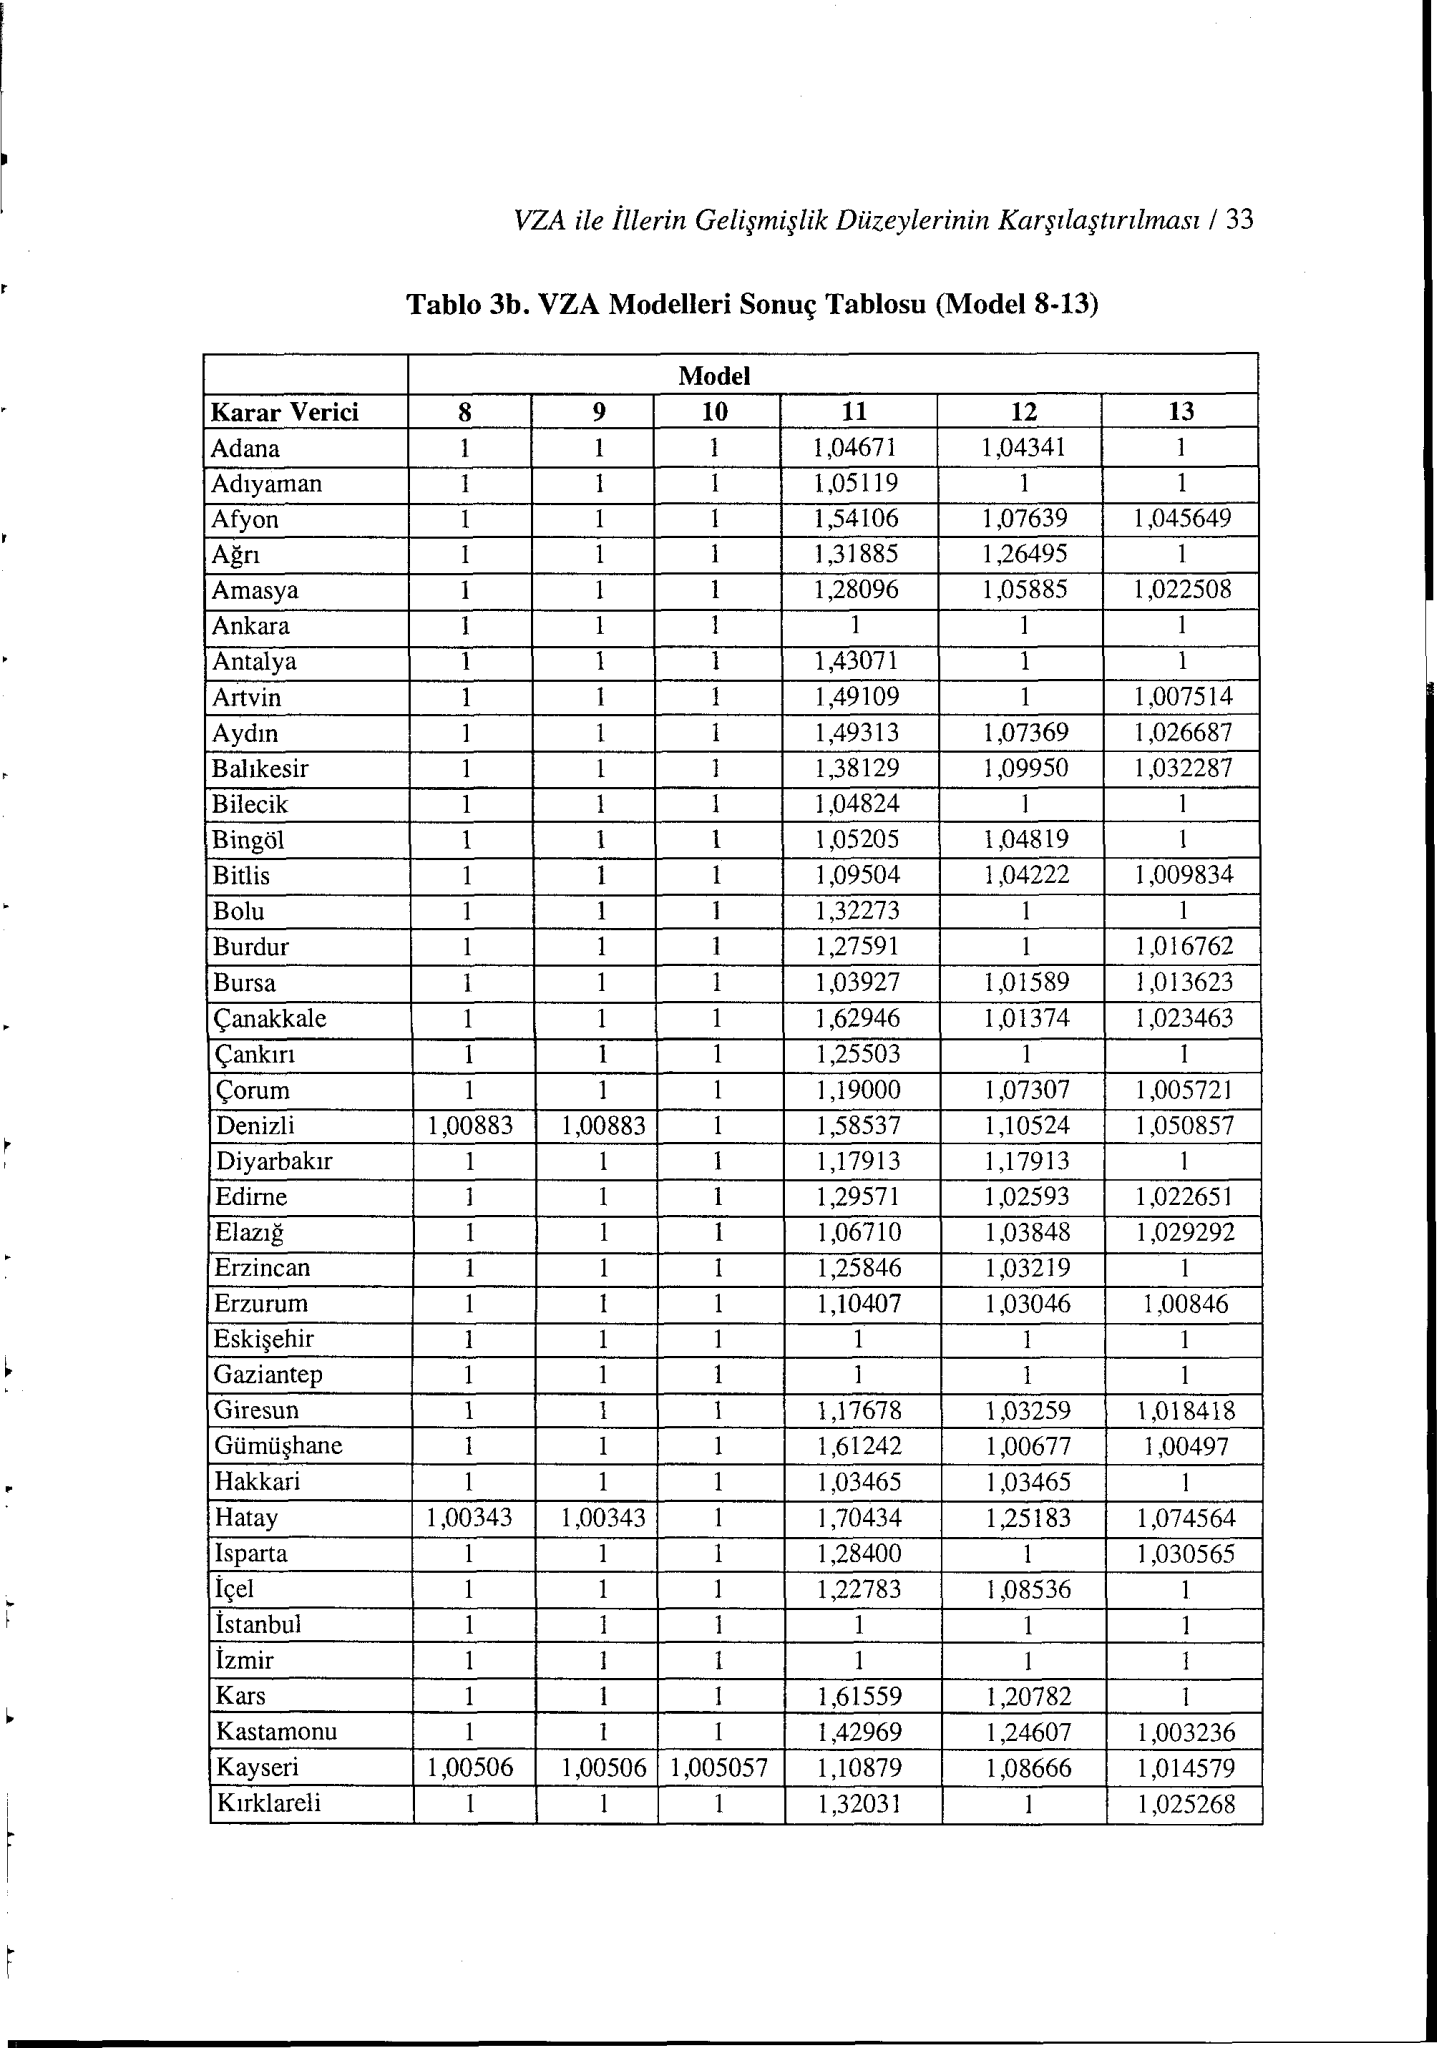 VZA ile İllerin Gelişmişlik Düzeylerinin Karşılaştırılması / 33
Tablo 3b. VZA Modelleri Sonuç Tablosu (Model 8-13)
Model
Karar Verici 8 9 10 11 12 13
Adana 1 1 1 1,04671 1,04341 1
Adıyaman 1 1 1 1,05119 1 1
Afyon 1 1 1 1,54106 1,07639 1,045649
Ağrı 1 1 1 1,31885 1,26495 1
Amasya 1 1 1 1,28096 1,05885 1,022508
Ankara 1 1 1 1 1 1
Antalya 1 1 1 1,43071 1 1
Artvin 1 1 1 1,49109 1 1,007514
Aydın 1 1 1 1,49313 1,07369 1,026687
Balıkesir 1 1 1 1,38129 1,09950 1,032287
Bilecik 1 1 1 1,04824 1 1
Bingöl 1 1 1 1,05205 1,04819 1
Bitlis 1 1 1 1,09504 1,04222 1,009834
Bolu 1 1 1 1,32273 1 1
Burdur 1 1 1 1,27591 1 1,016762
Bursa 1 1 1 1,03927 1,01589 1,013623
Çanakkale 1 1 1 1,62946 1,01374 1,023463
Çankırı 1 1 1 1,25503 1 1
Çorum 1 1 1 1,19000 1,07307 1,005721
Denizli 1,00883 1,00883 1 1,58537 1,10524 1,050857
Diyarbakır 1 1 1 1,17913 1,17913 1
Edirne 1 1 1 1,29571 1,02593 1,022651
Elazığ 1 1 1 1,06710 1,03848 1,029292
Erzincan 1 1 1 1,25846 1,03219 1
Erzurum 1 1 1 1,10407 1,03046 1,00846
Eskişehir 1 1 1 1 1 1
Gaziantep 1 1 1 1 1 1
Giresun 1 1 1 1,17678 1,03259 1,018418
Gümüşhane 1 1 1 1,61242 1,00677 1,00497
Hakkari 1 1 1 1,03465 1,03465 1
Hatay 1,00343 1,00343 1 1,70434 1,25183 1,074564
Isparta 1 1 1 1,28400 1 1,030565
İçel 1 1 1 1,22783 1,08536 1
İstanbul 1 1 1 1 1 1
İzmir 1 1 1 1 1 1
Kars 1 1 1 1,61559 1,20782 1
Kastamonu 1 1 1 1,42969 1,24607 1,003236
Kayseri 1,00506 1,00506 1,005057 1,10879 1,08666 1,014579
Kırklareli 1 1 1 1,32031 1 1,025268